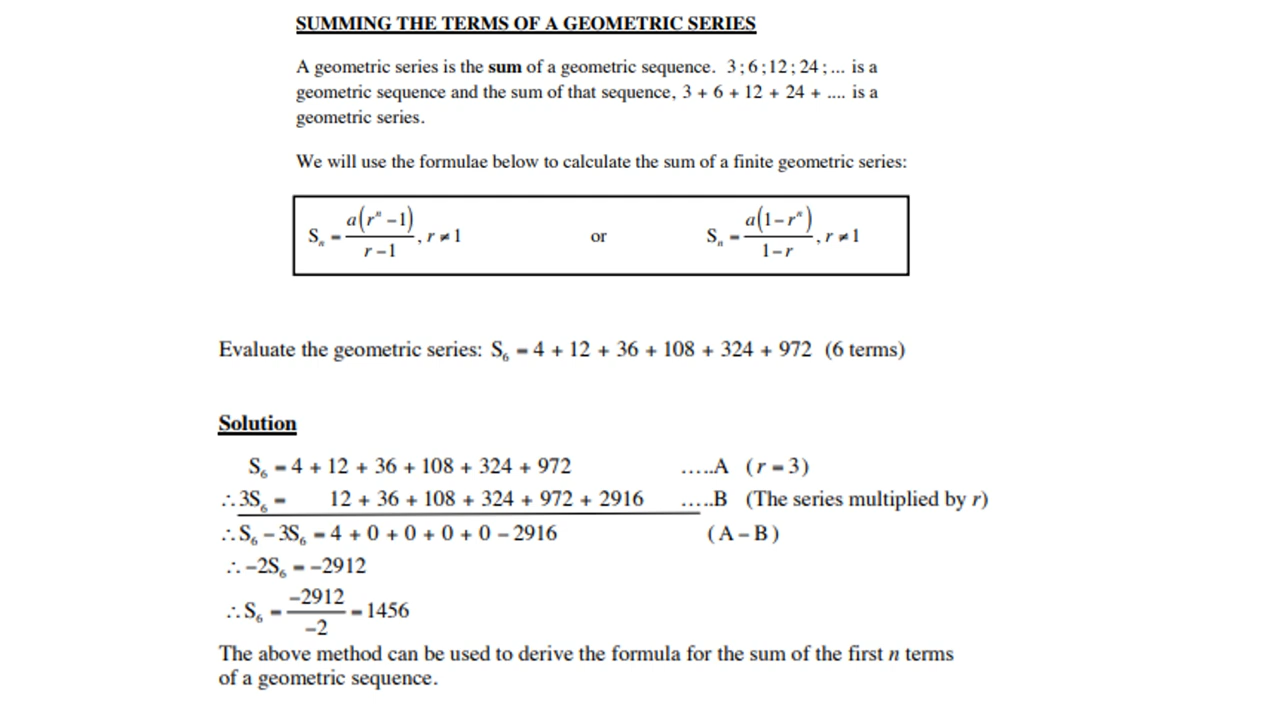 SUMMING THE TERMS OF A GEOMETRIC SERIES
A geometric series is the sum of a geometric sequence. 3 ; 6 ; 12 ; 24 ; ... is a
geometric sequence and the sum of that sequence, 3 + 6 + 12 + 24 + .... is a
geometric series.
We will use the formulae below to calculate the sum of a finite geometric series:
Sₙ = a(rⁿ − 1) / (r − 1), r ≠ 1 or Sₙ = a(1 − rⁿ) / (1 − r), r ≠ 1
Evaluate the geometric series: S₆ = 4 + 12 + 36 + 108 + 324 + 972 (6 terms)
Solution
S₆ = 4 + 12 + 36 + 108 + 324 + 972 .....A (r = 3)
∴ 3S₆ = 12 + 36 + 108 + 324 + 972 + 2916 .....B (The series multiplied by r)
∴ S₆ − 3S₆ = 4 + 0 + 0 + 0 + 0 − 2916 (A − B)
∴ −2S₆ = −2912
∴ S₆ = −2912 / −2 = 1456
The above method can be used to derive the formula for the sum of the first n terms
of a geometric sequence.